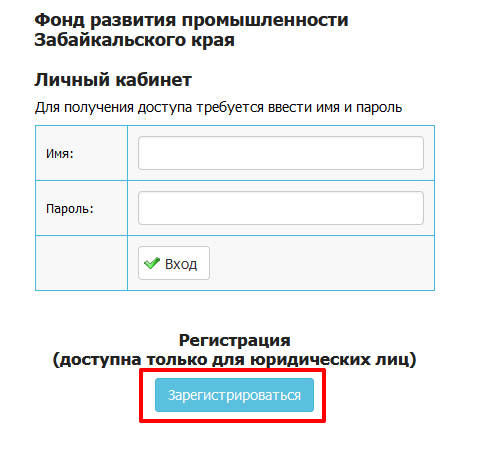 Фонд развития промышленности
Забайкальского края
Личный кабинет
Для получения доступа требуется ввести имя и пароль
Имя:
Пароль:
Вход
Регистрация
(доступна только для юридических лиц)
Зарегистрироваться